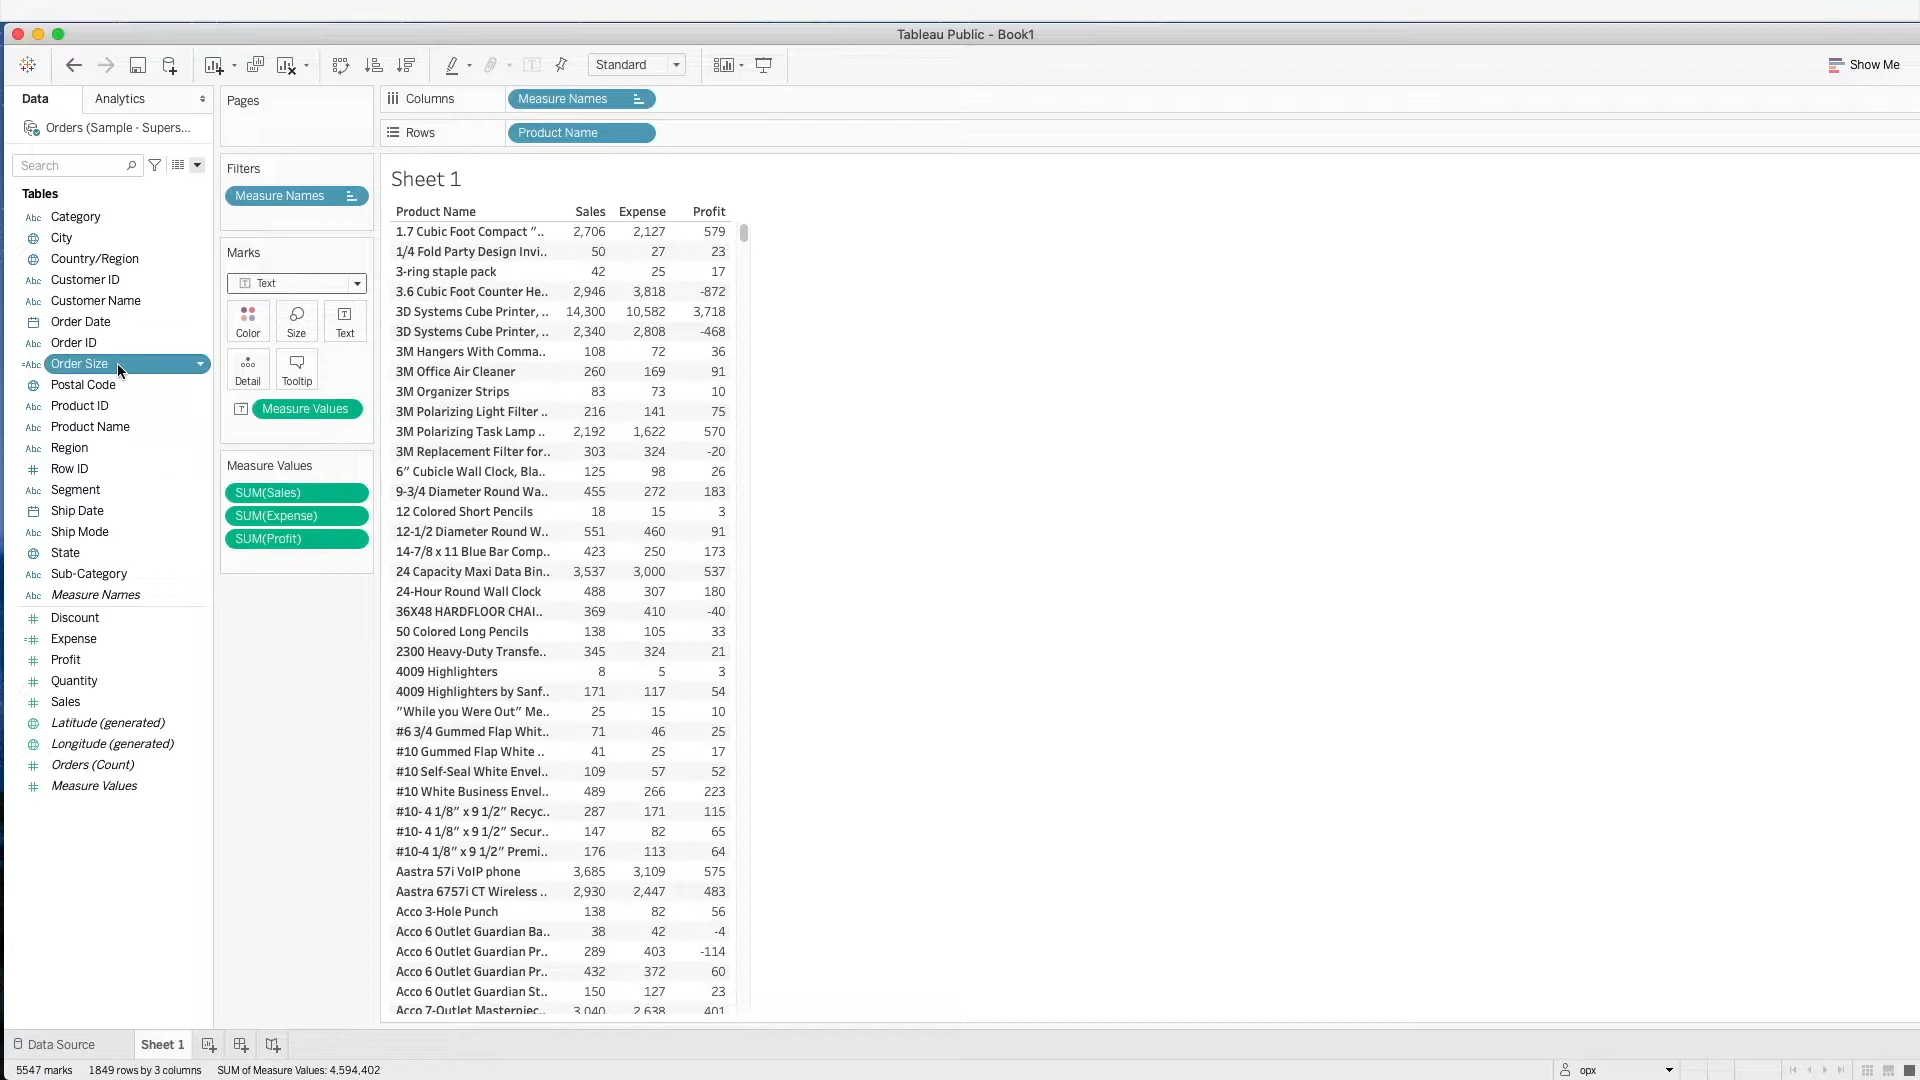 Tableau Public - Book1
Standard
Show Me
Data
Analytics
Orders (Sample - Supers...
Search
Tables
Abc Category
City
Country/Region
Abc Customer ID
Abc Customer Name
Order Date
Abc Order ID
=Abc Order Size
Postal Code
Abc Product ID
Abc Product Name
Abc Region
# Row ID
Abc Segment
Ship Date
Abc Ship Mode
State
Abc Sub-Category
Abc Measure Names
# Discount
=# Expense
# Profit
# Quantity
# Sales
Latitude (generated)
Longitude (generated)
# Orders (Count)
# Measure Values
Pages
Filters
Measure Names
Marks
T Text
Color Size Text
Detail Tooltip
T Measure Values
Measure Values
SUM(Sales)
SUM(Expense)
SUM(Profit)
Columns Measure Names
Rows Product Name
Sheet 1
Product Name Sales Expense Profit
1.7 Cubic Foot Compact ”.. 2,706 2,127 579
1/4 Fold Party Design Invi.. 50 27 23
3-ring staple pack 42 25 17
3.6 Cubic Foot Counter He.. 2,946 3,818 -872
3D Systems Cube Printer, .. 14,300 10,582 3,718
3D Systems Cube Printer, .. 2,340 2,808 -468
3M Hangers With Comma.. 108 72 36
3M Office Air Cleaner 260 169 91
3M Organizer Strips 83 73 10
3M Polarizing Light Filter .. 216 141 75
3M Polarizing Task Lamp .. 2,192 1,622 570
3M Replacement Filter for.. 303 324 -20
6” Cubicle Wall Clock, Bla.. 125 98 26
9-3/4 Diameter Round Wa.. 455 272 183
12 Colored Short Pencils 18 15 3
12-1/2 Diameter Round W.. 551 460 91
14-7/8 x 11 Blue Bar Comp.. 423 250 173
24 Capacity Maxi Data Bin.. 3,537 3,000 537
24-Hour Round Wall Clock 488 307 180
36X48 HARDFLOOR CHAI.. 369 410 -40
50 Colored Long Pencils 138 105 33
2300 Heavy-Duty Transfe.. 345 324 21
4009 Highlighters 8 5 3
4009 Highlighters by Sanf.. 171 117 54
”While you Were Out” Me.. 25 15 10
#6 3/4 Gummed Flap Whit.. 71 46 25
#10 Gummed Flap White .. 41 25 17
#10 Self-Seal White Envel.. 109 57 52
#10 White Business Envel.. 489 266 223
#10- 4 1/8” x 9 1/2” Recyc.. 287 171 115
#10- 4 1/8” x 9 1/2” Secur.. 147 82 65
#10-4 1/8” x 9 1/2” Premi.. 176 113 64
Aastra 57i VoIP phone 3,685 3,109 575
Aastra 6757i CT Wireless .. 2,930 2,447 483
Acco 3-Hole Punch 138 82 56
Acco 6 Outlet Guardian Ba.. 38 42 -4
Acco 6 Outlet Guardian Pr.. 289 403 -114
Acco 6 Outlet Guardian Pr.. 432 372 60
Acco 6 Outlet Guardian St.. 150 127 23
Acco 7-Outlet Masterpiec.. 3,040 2,638 401
Data Source
Sheet 1
5547 marks 1849 rows by 3 columns SUM of Measure Values: 4,594,402
opx